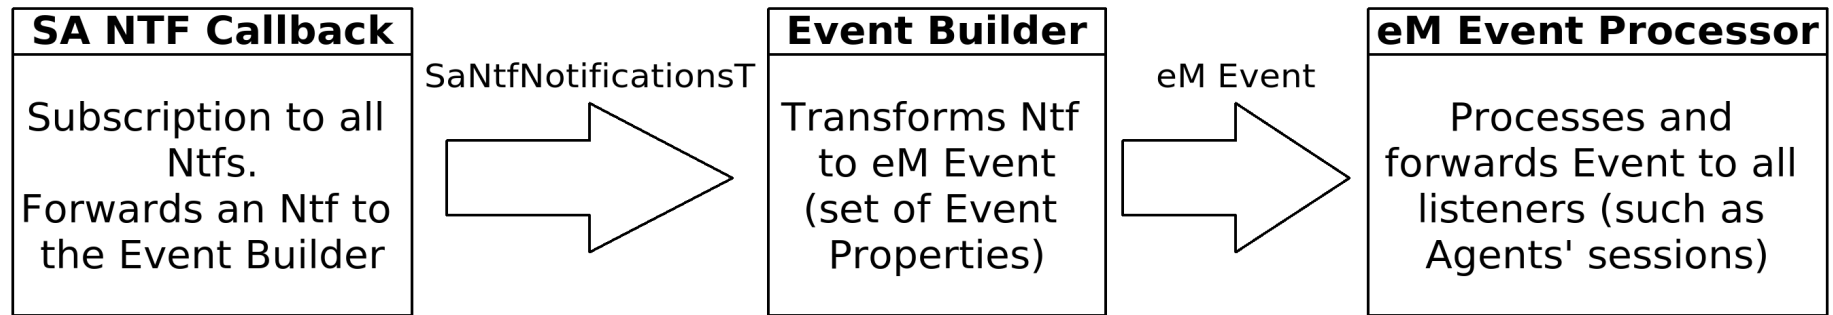 SA NTF Callback
Subscription to all
Ntfs.
Forwards an Ntf to
the Event Builder
SaNtfNotificationsT
Event Builder
Transforms Ntf
to eM Event
(set of Event
Properties)
eM Event
eM Event Processor
Processes and
forwards Event to all
listeners (such as
Agents' sessions)